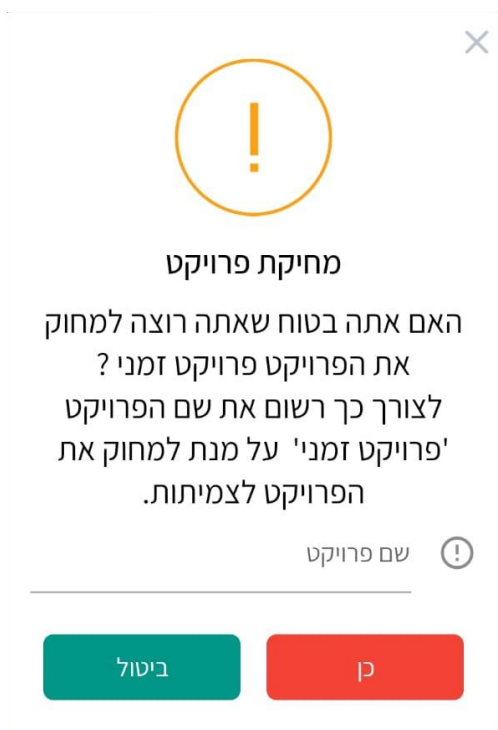 מחיקת פרויקט
האם אתה בטוח שאתה רוצה למחוק
את הפרויקט פרויקט זמני ?
לצורך כך רשום את שם הפרויקט
'פרויקט זמני'  על מנת למחוק את
הפרויקט לצמיתות.
שם פרויקט
כן
ביטול